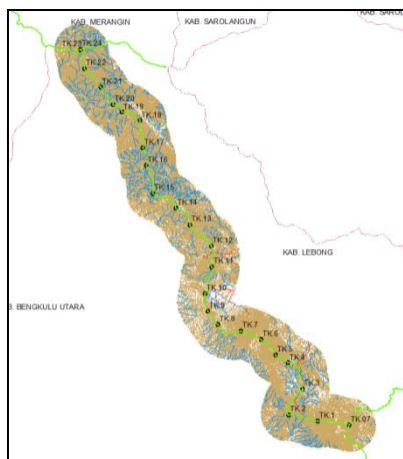 KAB. MERANGIN
KAB. SAROLANGUN
TK.23
TK.24
TK.22
TK.21
TK.20
TK.19
TK.18
TK.17
TK.16
TK.15
TK.14
TK.13
TK.12
TK.11
KAB. LEBONG
TK.10
B. BENGKULU UTARA
TK.9
TK.8
TK.7
TK.6
TK.5
TK.4
TK.3
TK.2
TK.1
TK.07